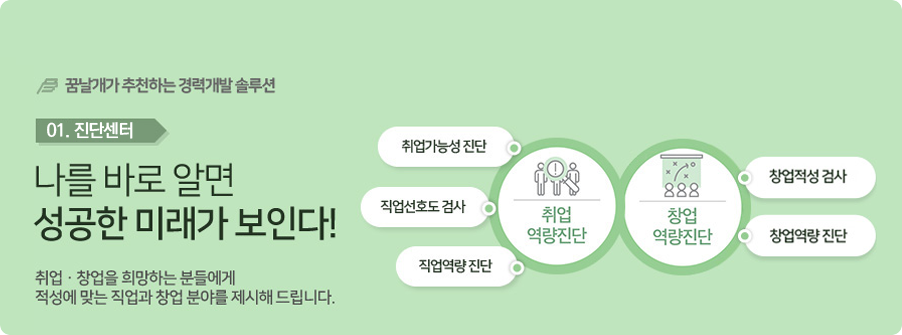 꿈날개가 추천하는 경력개발 솔루션
01. 진단센터
나를 바로 알면
성공한 미래가 보인다!
취업 · 창업을 희망하는 분들에게
적성에 맞는 직업과 창업 분야를 제시해 드립니다.
취업가능성 진단
직업선호도 검사
직업역량 진단
취업
역량진단
창업
역량진단
창업적성 검사
창업역량 진단